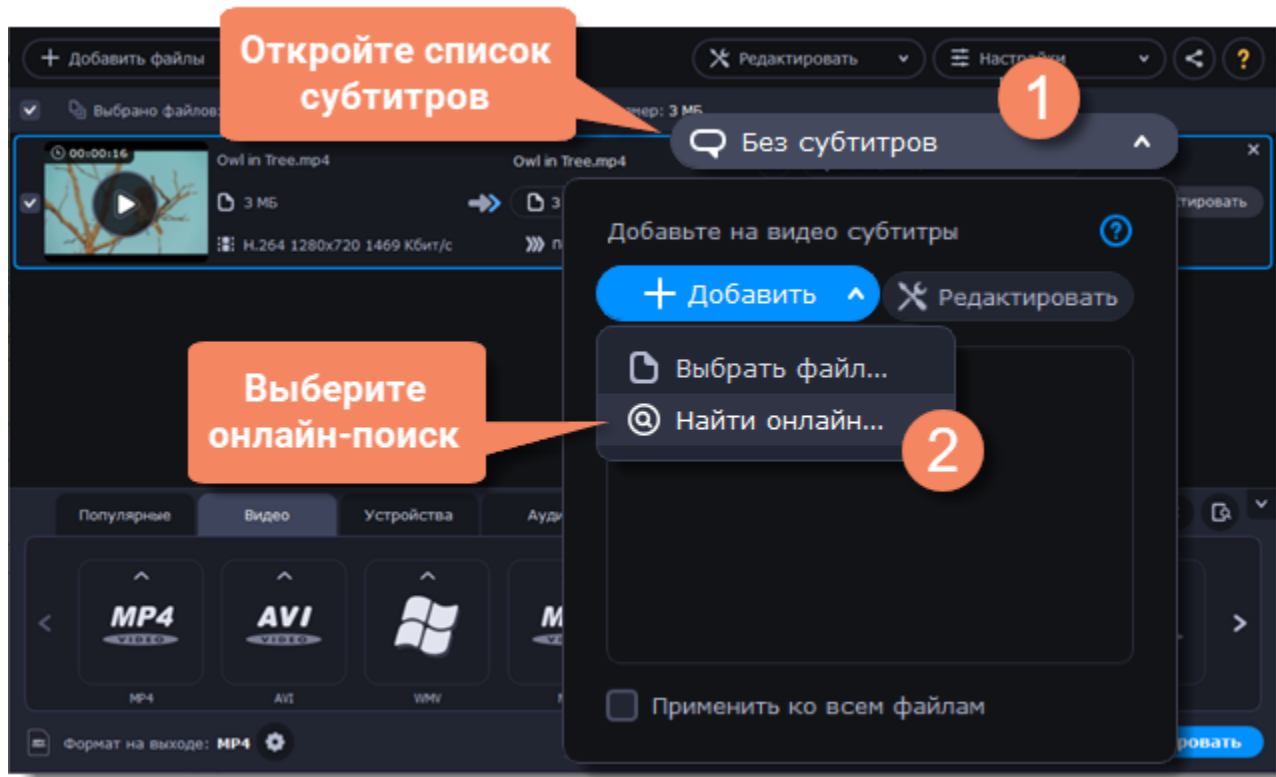 Откройте список
субтитров
+ Добавить файлы
Редактировать
Настройки
?
1
Выбрано файлов:
3 МБ
Без субтитров
00:00:16
Owl in Tree.mp4
Owl in Tree.mp4
3 МБ
3
H.264 1280x720 1469 Кбит/с
Добавьте на видео субтитры
?
+ Добавить
Редактировать
Выбрать файл...
Найти онлайн...
2
Выберите
онлайн-поиск
Популярные
Видео
Устройства
MP4
VIDEO
AVI
VIDEO
MP4
AVI
WMV
Применить ко всем файлам
Формат на выходе: MP4